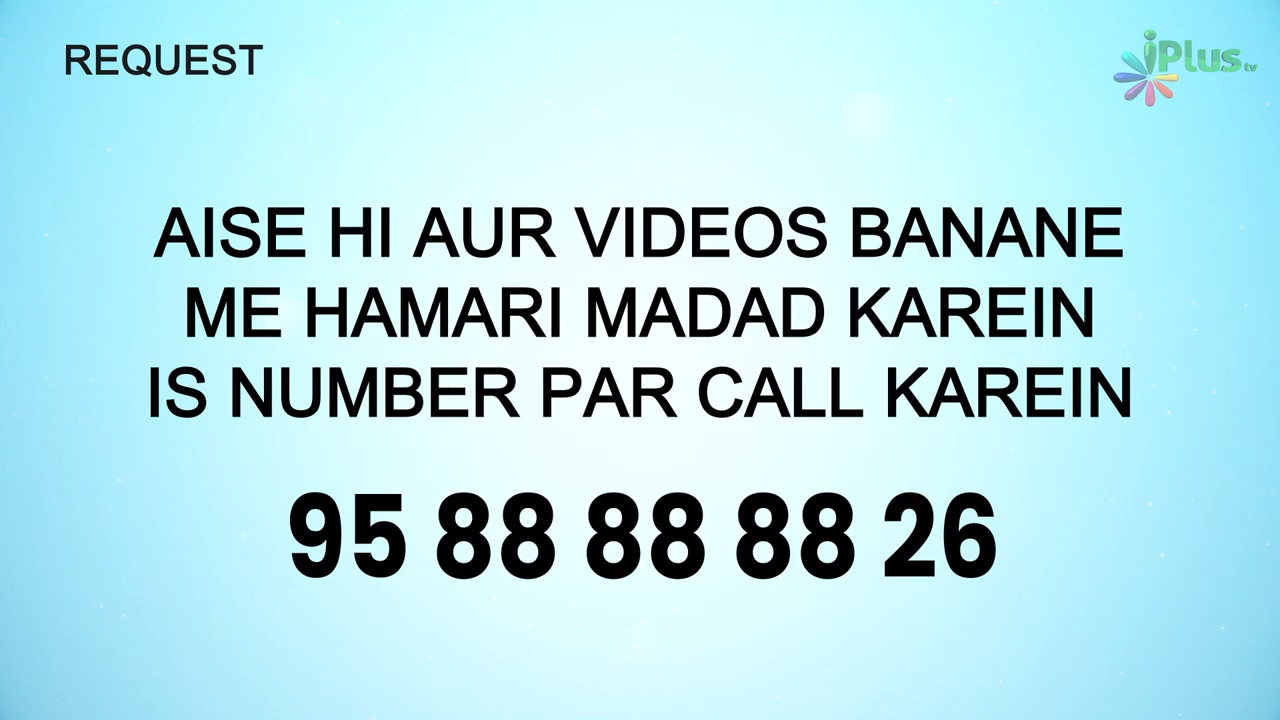 REQUEST
iPlus tv
AISE HI AUR VIDEOS BANANE
ME HAMARI MADAD KAREIN
IS NUMBER PAR CALL KAREIN
95 88 88 88 26